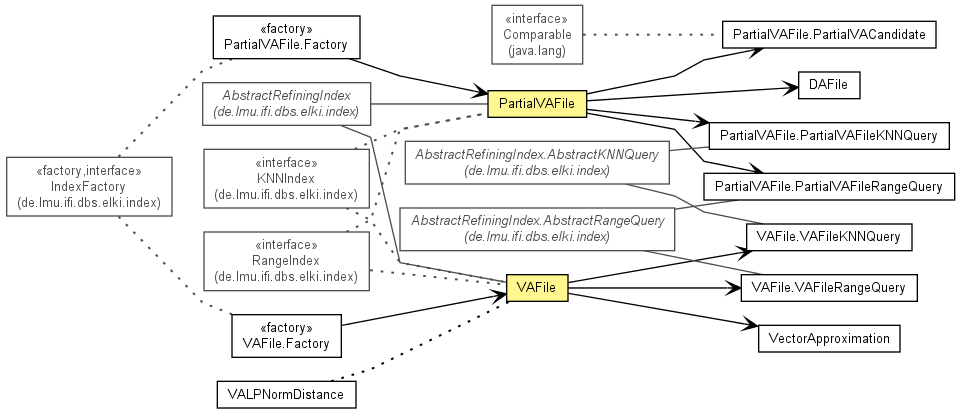 «factory»
PartialVAFile.Factory
«interface»
Comparable
(java.lang)
PartialVAFile.PartialVACandidate
AbstractRefiningIndex
(de.lmu.ifi.dbs.elki.index)
PartialVAFile
DAFile
PartialVAFile.PartialVAFileKNNQuery
«factory,interface»
IndexFactory
(de.lmu.ifi.dbs.elki.index)
«interface»
KNNIndex
(de.lmu.ifi.dbs.elki.index)
AbstractRefiningIndex.AbstractKNNQuery
(de.lmu.ifi.dbs.elki.index)
PartialVAFile.PartialVAFileRangeQuery
«interface»
RangeIndex
(de.lmu.ifi.dbs.elki.index)
AbstractRefiningIndex.AbstractRangeQuery
(de.lmu.ifi.dbs.elki.index)
VAFile.VAFileKNNQuery
VAFile
VAFile.VAFileRangeQuery
«factory»
VAFile.Factory
VectorApproximation
VALPNormDistance